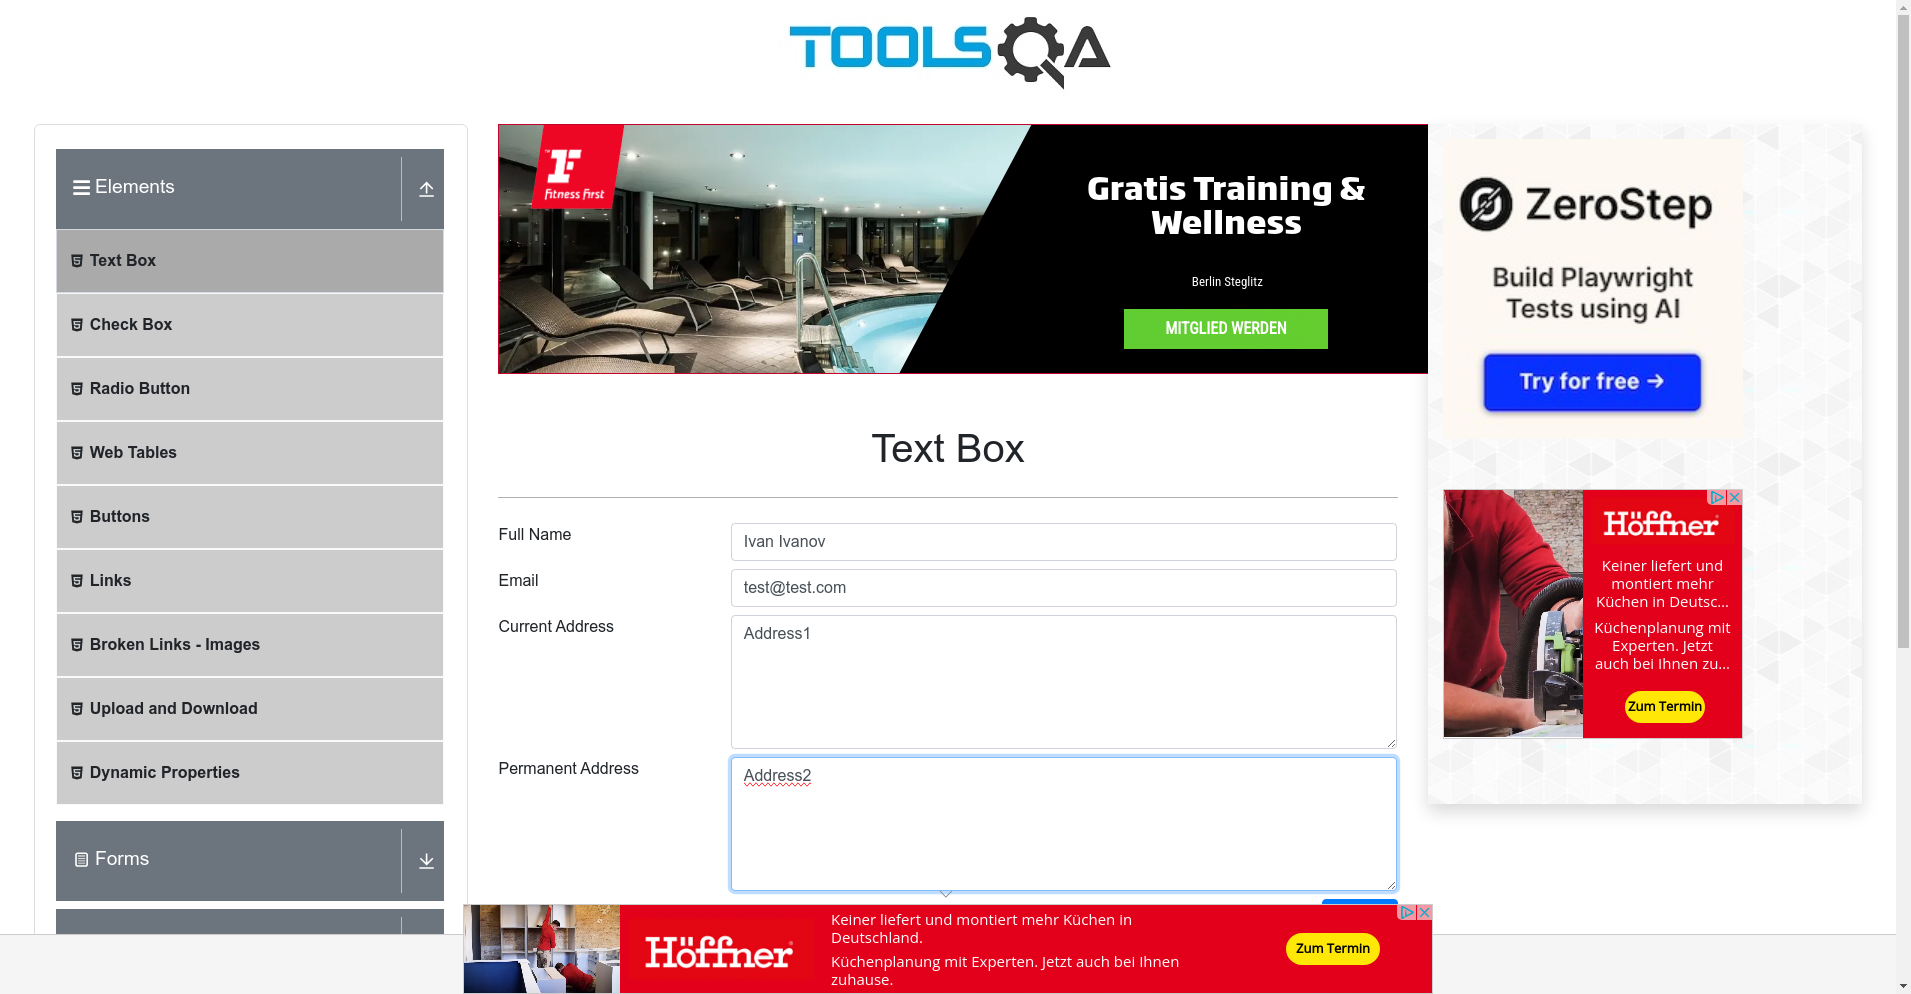 TOOLSQA
Elements
Text Box
Check Box
Radio Button
Web Tables
Buttons
Links
Broken Links - Images
Upload and Download
Dynamic Properties
Forms
Fitness First
Gratis Training &
Wellness
Berlin Steglitz
MITGLIED WERDEN
Text Box
Full Name
Ivan Ivanov
Email
test@test.com
Current Address
Address1
Permanent Address
Address2
ZeroStep
Build Playwright
Tests using AI
Try for free →
Höffner
Keiner liefert und
montiert mehr
Küchen in Deutsc...
Küchenplanung mit
Experten. Jetzt
auch bei Ihnen zu...
Zum Termin
Höffner
Keiner liefert und montiert mehr Küchen in
Deutschland.
Küchenplanung mit Experten. Jetzt auch bei Ihnen
zuhause.
Zum Termin